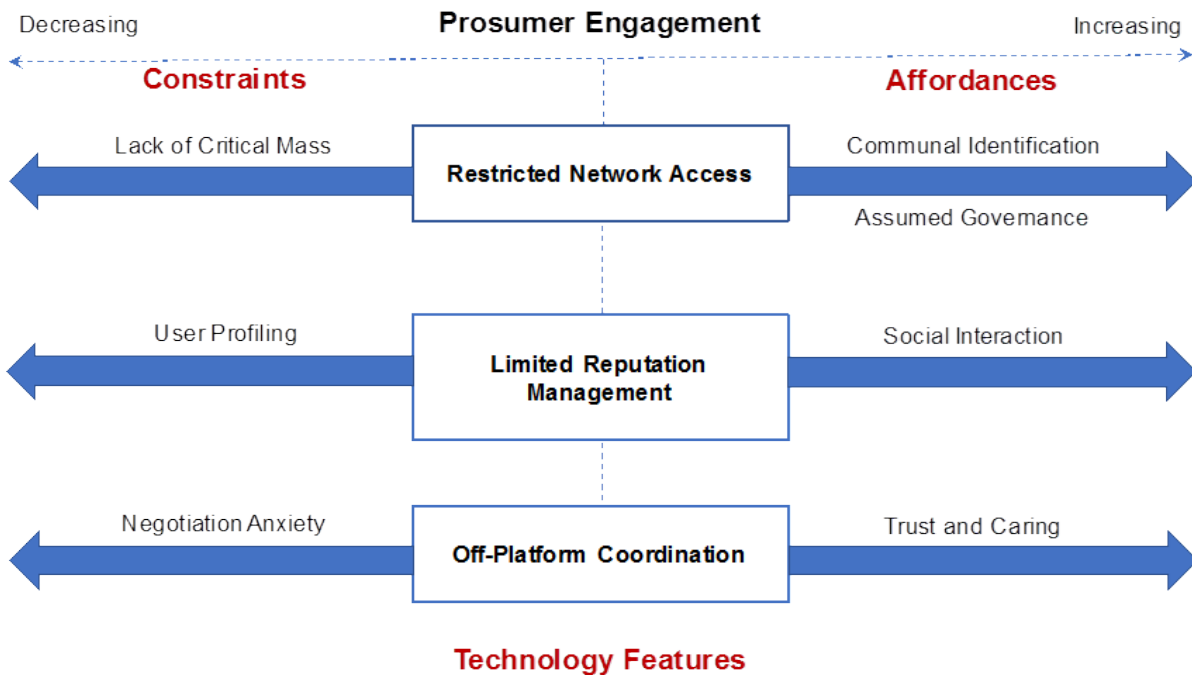 Decreasing
Prosumer Engagement
Increasing
Constraints
Affordances
Lack of Critical Mass
Restricted Network Access
Communal Identification
Assumed Governance
User Profiling
Limited Reputation
Management
Social Interaction
Negotiation Anxiety
Off-Platform Coordination
Trust and Caring
Technology Features